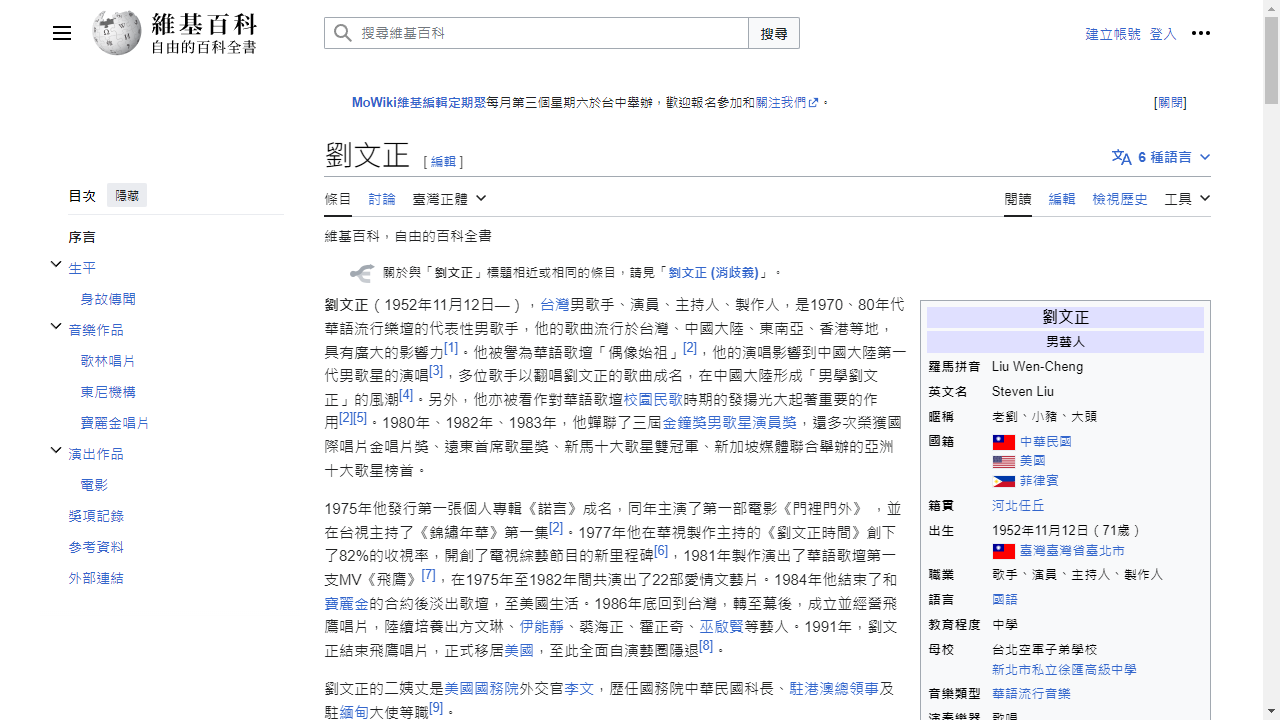 維基百科
自由的百科全書
搜尋維基百科
搜尋
建立帳號 登入
MoWiki維基編輯定期聚每月第三個星期六於台中舉辦，歡迎報名參加和關注我們。
[關閉]
劉文正 [ 編輯 ]
6 種語言
目次 隱藏
序言
生平
身故傳聞
音樂作品
歌林唱片
東尼機構
寶麗金唱片
演出作品
電影
獎項記錄
參考資料
外部連結
條目 討論 臺灣正體
閱讀 編輯 檢視歷史 工具
維基百科，自由的百科全書
關於與「劉文正」標題相近或相同的條目，請見「劉文正 (消歧義)」。
劉文正（1952年11月12日—），台灣男歌手、演員、主持人、製作人，是1970、80年代
華語流行樂壇的代表性男歌手，他的歌曲流行於台灣、中國大陸、東南亞、香港等地，
具有廣大的影響力[1]。他被譽為華語歌壇「偶像始祖」[2]，他的演唱影響到中國大陸第一
代男歌星的演唱[3]，多位歌手以翻唱劉文正的歌曲成名，在中國大陸形成「男學劉文
正」的風潮[4]。另外，他亦被看作對華語歌壇校園民歌時期的發揚光大起著重要的作
用[2][5]。1980年、1982年、1983年，他蟬聯了三屆金鐘獎男歌星演員獎，還多次榮獲國
際唱片金唱片獎、遠東首席歌星獎、新馬十大歌星雙冠軍、新加坡媒體聯合舉辦的亞洲
十大歌星榜首。
1975年他發行第一張個人專輯《諾言》成名，同年主演了第一部電影《門裡門外》 ，並
在台視主持了《錦繡年華》第一集[2]。1977年他在華視製作主持的《劉文正時間》創下
了82%的收視率，開創了電視綜藝節目的新里程碑[6]，1981年製作演出了華語歌壇第一
支MV《飛鷹》[7]，在1975年至1982年間共演出了22部愛情文藝片。1984年他結束了和
寶麗金的合約後淡出歌壇，至美國生活。1986年底回到台灣，轉至幕後，成立並經營飛
鷹唱片，陸續培養出方文琳、伊能靜、裘海正、霍正奇、巫啟賢等藝人。1991年，劉文
正結束飛鷹唱片，正式移居美國，至此全面自演藝圈隱退[8]。
劉文正的二姨丈是美國國務院外交官李文，歷任國務院中華民國科長、駐港澳總領事及
駐緬甸大使等職[9]。
劉文正
男藝人
羅馬拼音 Liu Wen-Cheng
英文名 Steven Liu
暱稱 老劉、小豬、大頭
國籍 中華民國
美國
菲律賓
籍貫 河北任丘
出生 1952年11月12日（71歲）
臺灣臺灣省臺北市
職業 歌手、演員、主持人、製作人
語言 國語
教育程度 中學
母校 台北空軍子弟學校
新北市私立徐匯高級中學
音樂類型 華語流行音樂
演奏樂器 歌唱